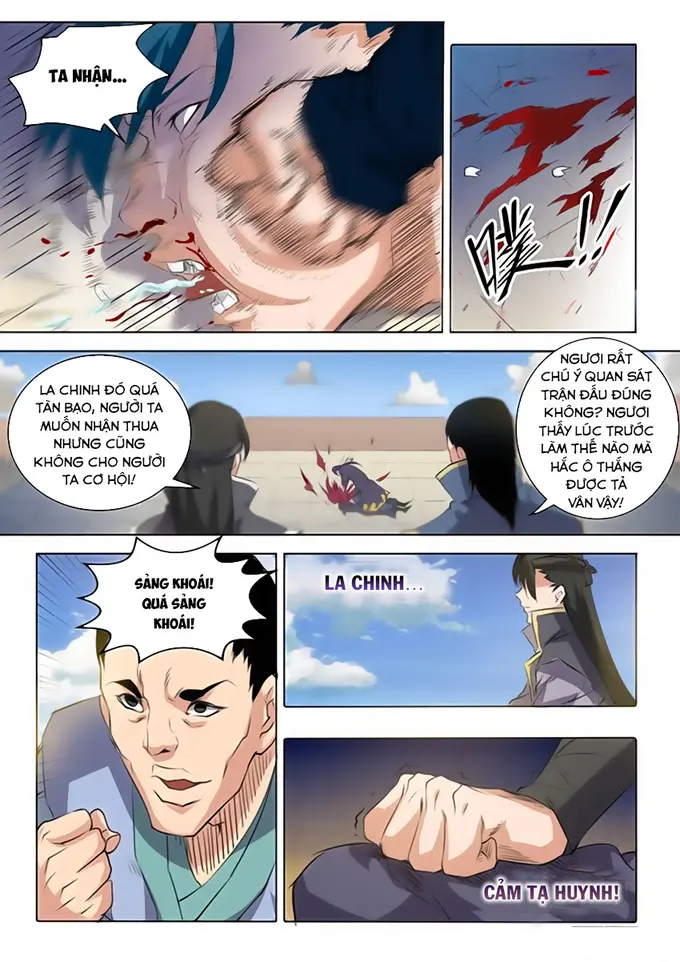 TA NHẬN...
LA CHINH ĐÓ QUÁ
TÀN BẠO, NGƯỜI TA
MUỐN NHẬN THUA
NHƯNG CŨNG
KHÔNG CHO NGƯỜI
TA CƠ HỘI!
NGƯƠI RẤT
CHÚ Ý QUAN SÁT
TRẬN ĐẤU ĐÚNG
KHÔNG? NGƯƠI
THẤY LÚC TRƯỚC
LÀM THẾ NÀO MÀ
HẮC Ô THẮNG
ĐƯỢC TẢ
VÂN VẬY!
SẢNG KHOÁI!
QUÁ SẢNG
KHOÁI!
LA CHINH...
CẢM TẠ HUYNH!